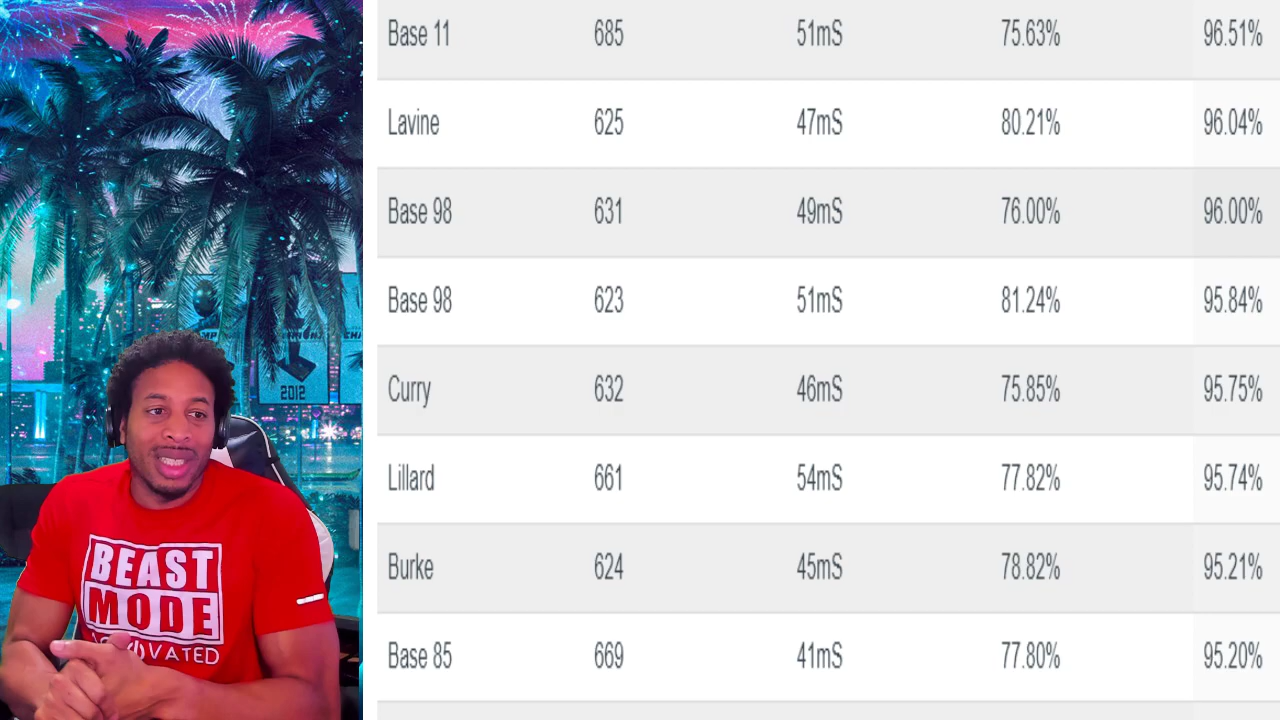 Base 11 685 51mS 75.63% 96.51%
Lavine 625 47mS 80.21% 96.04%
Base 98 631 49mS 76.00% 96.00%
Base 98 623 51mS 81.24% 95.84%
Curry 632 46mS 75.85% 95.75%
Lillard 661 54mS 77.82% 95.74%
Burke 624 45mS 78.82% 95.21%
Base 85 669 41mS 77.80% 95.20%
2012
BEAST
MODE